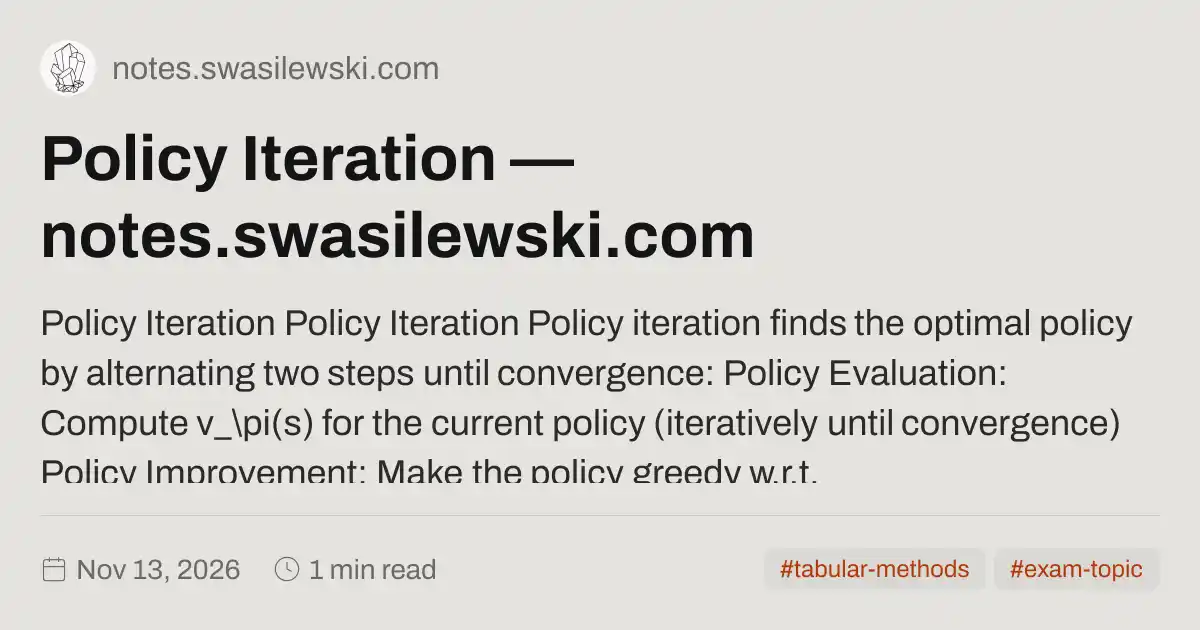 notes.swasilewski.com
Policy Iteration —
notes.swasilewski.com
Policy Iteration Policy Iteration Policy iteration finds the optimal policy
by alternating two steps until convergence: Policy Evaluation:
Compute v_\pi(s) for the current policy (iteratively until convergence)
Policy Improvement: Make the policy greedy w.r.t.
Nov 13, 2026 1 min read #tabular-methods #exam-topic